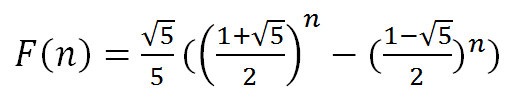 F(n) = √5/5 (((1+√5)/2)^n − ((1−√5)/2)^n)